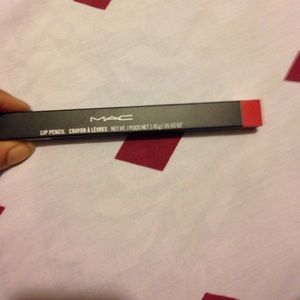 MAC
LIP PENCIL CRAYON À LÈVRES NET WT. / POIDS NET 1.45 g / .05 US OZ